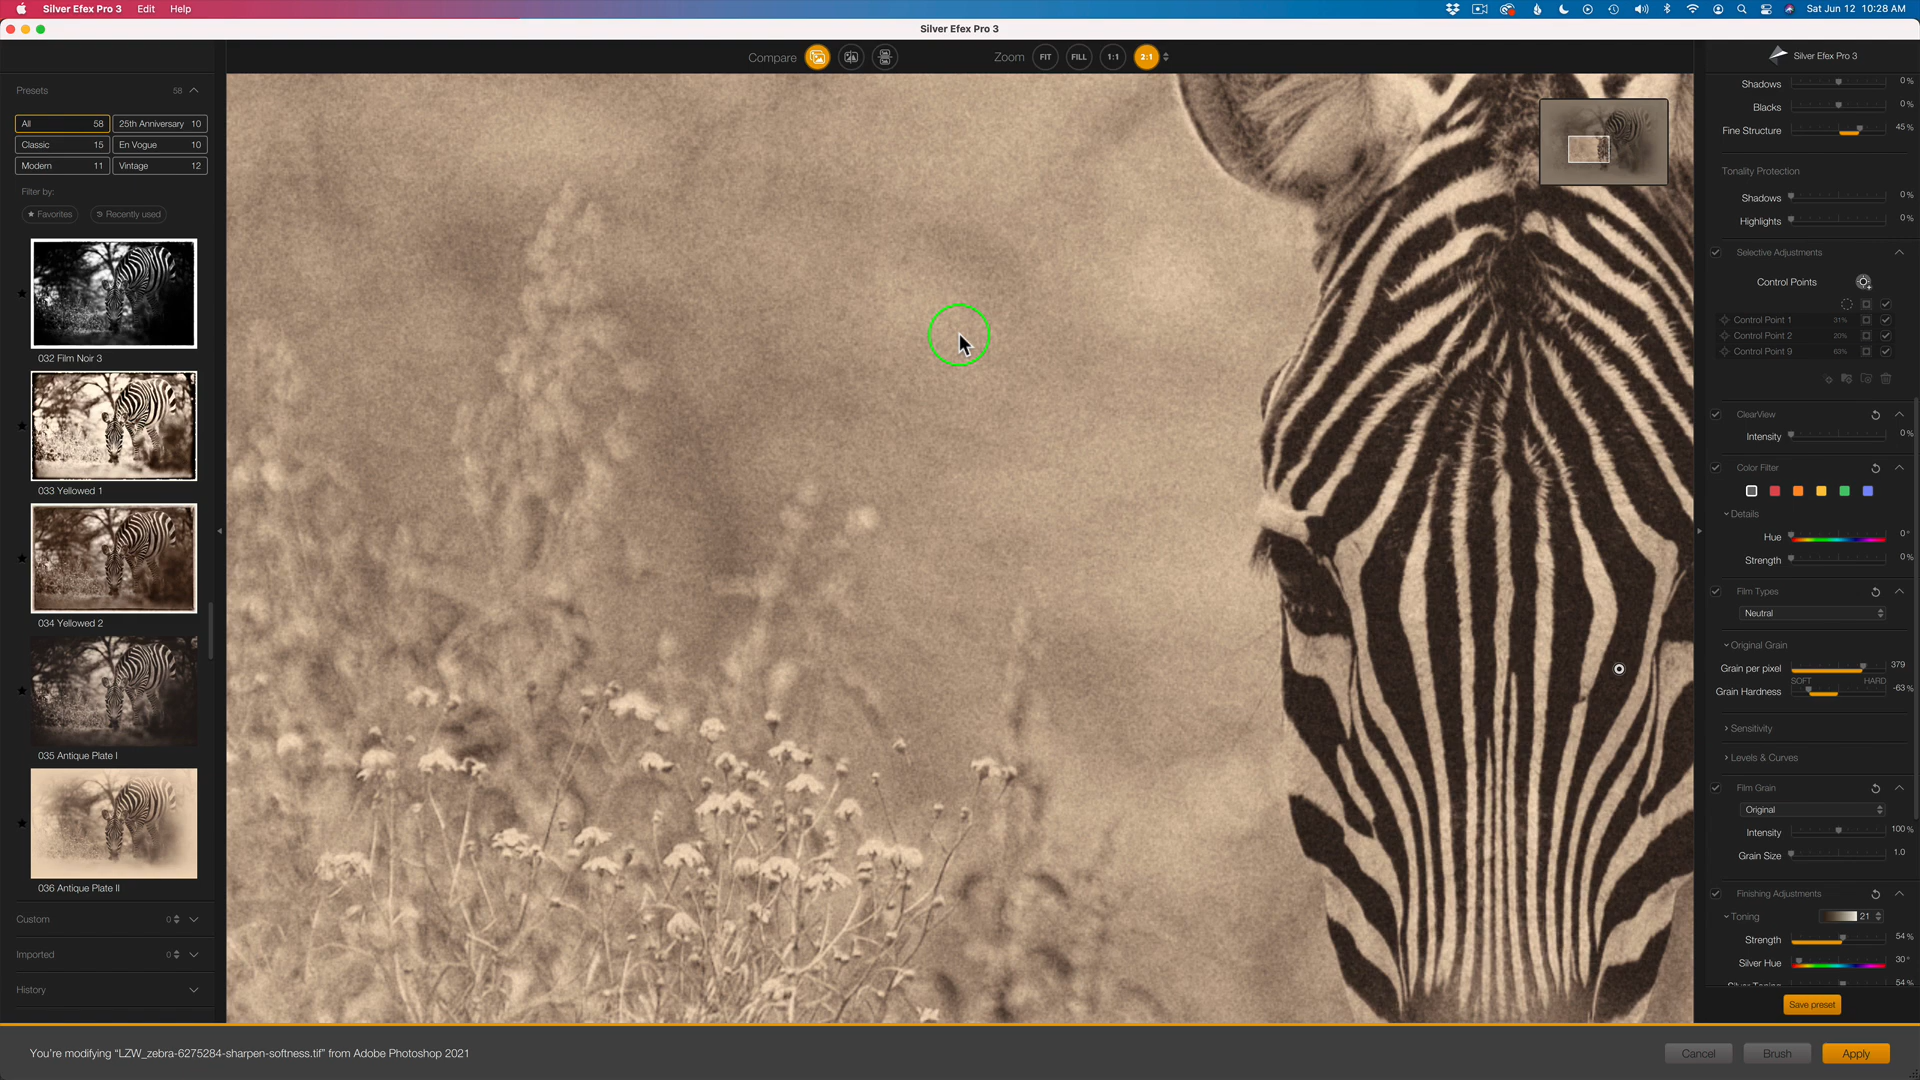 Silver Efex Pro 3 Edit Help Sat Jun 12 10:28 AM
Silver Efex Pro 3
Compare Zoom FIT FILL 1:1 2:1
Silver Efex Pro 3
Presets 58
All 58 25th Anniversary 10
Classic 15 En Vogue 10
Modern 11 Vintage 12
Filter by:
Favorites Recently used
032 Film Noir 3
033 Yellowed 1
034 Yellowed 2
035 Antique Plate I
036 Antique Plate II
Custom 0
Imported 0
History
Shadows 0 %
Blacks 0 %
Fine Structure 45 %
Tonality Protection
Shadows 0 %
Highlights 0 %
Selective Adjustments
Control Points
Control Point 1 31%
Control Point 2 20%
Control Point 9 63%
ClearView
Intensity 0 %
Color Filter
Details
Hue 0 °
Strength 0 %
Film Types
Neutral
Original Grain
Grain per pixel 379
SOFT HARD
Grain Hardness -63 %
Sensitivity
Levels & Curves
Film Grain
Original
Intensity 100 %
Grain Size 1.0
Finishing Adjustments
Toning 21
Strength 54 %
Silver Hue 30 °
Silver Toning 54 %
Save preset
You're modifying "LZW_zebra-6275284-sharpen-softness.tif" from Adobe Photoshop 2021
Cancel Brush Apply